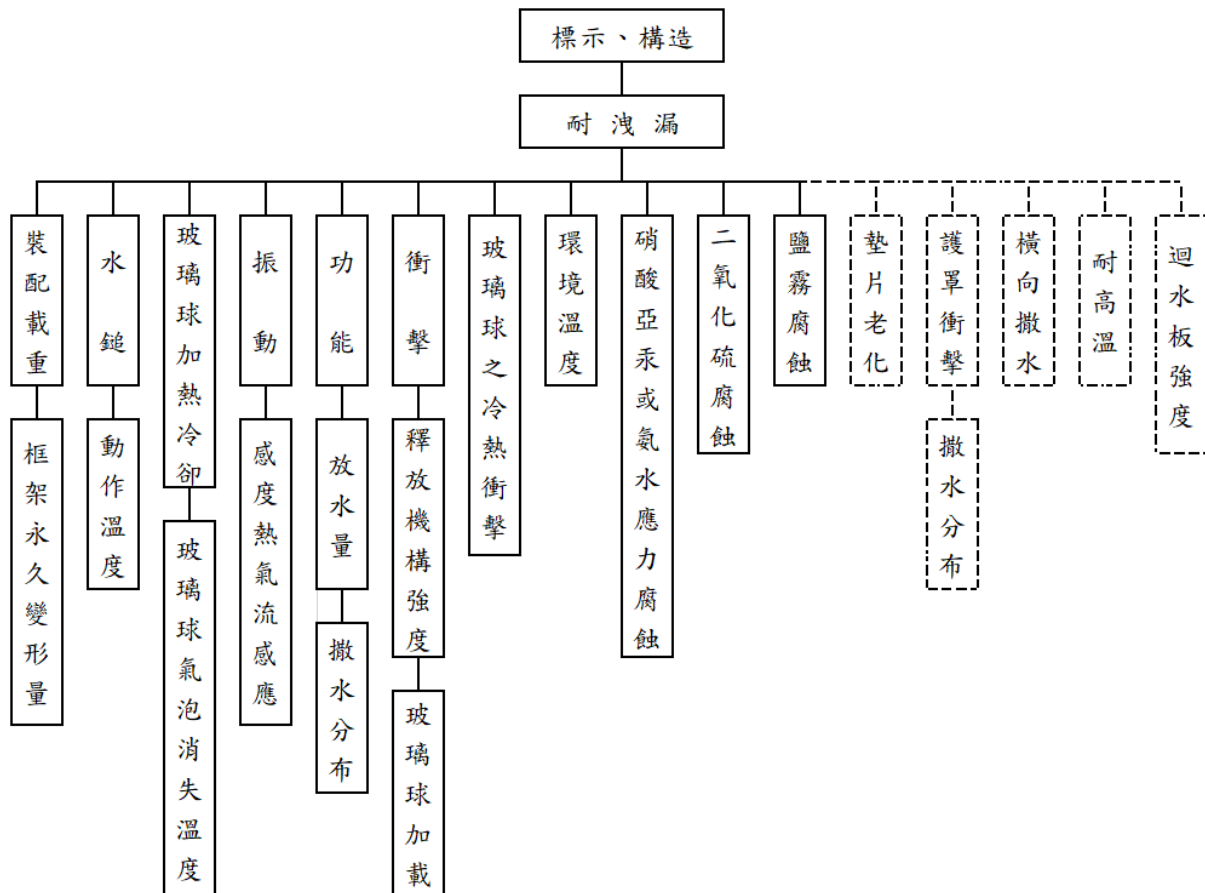 標示、構造
耐洩漏
裝配載重
框架永久變形量
水鎚
動作溫度
玻璃球加熱冷卻
玻璃球氣泡消失溫度
振動
感度熱氣流感應
功能
放水量
撒水分布
衝擊
釋放機構強度
玻璃球加載
玻璃球之冷熱衝擊
環境溫度
硝酸亞汞或氨水應力腐蝕
二氧化硫腐蝕
鹽霧腐蝕
墊片老化
護罩衝擊
撒水分布
橫向撒水
耐高溫
迴水板強度